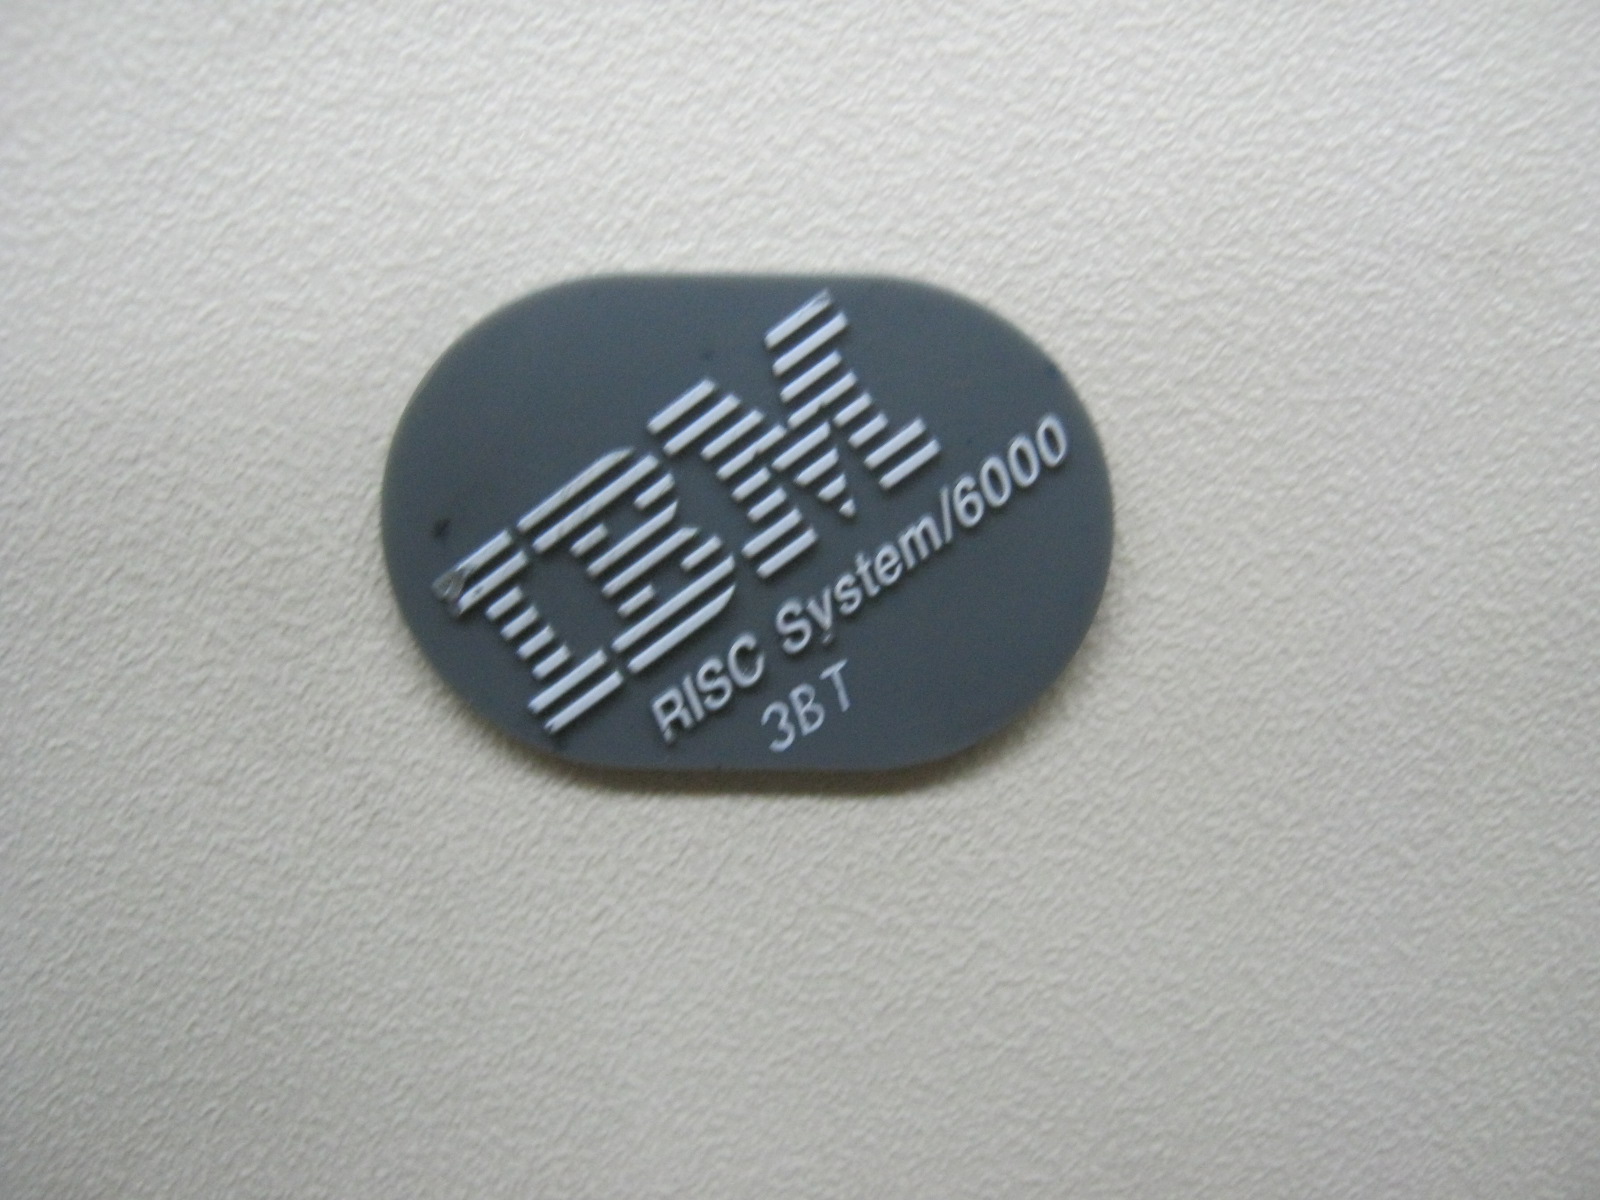 IBM
RISC System/6000
3BT